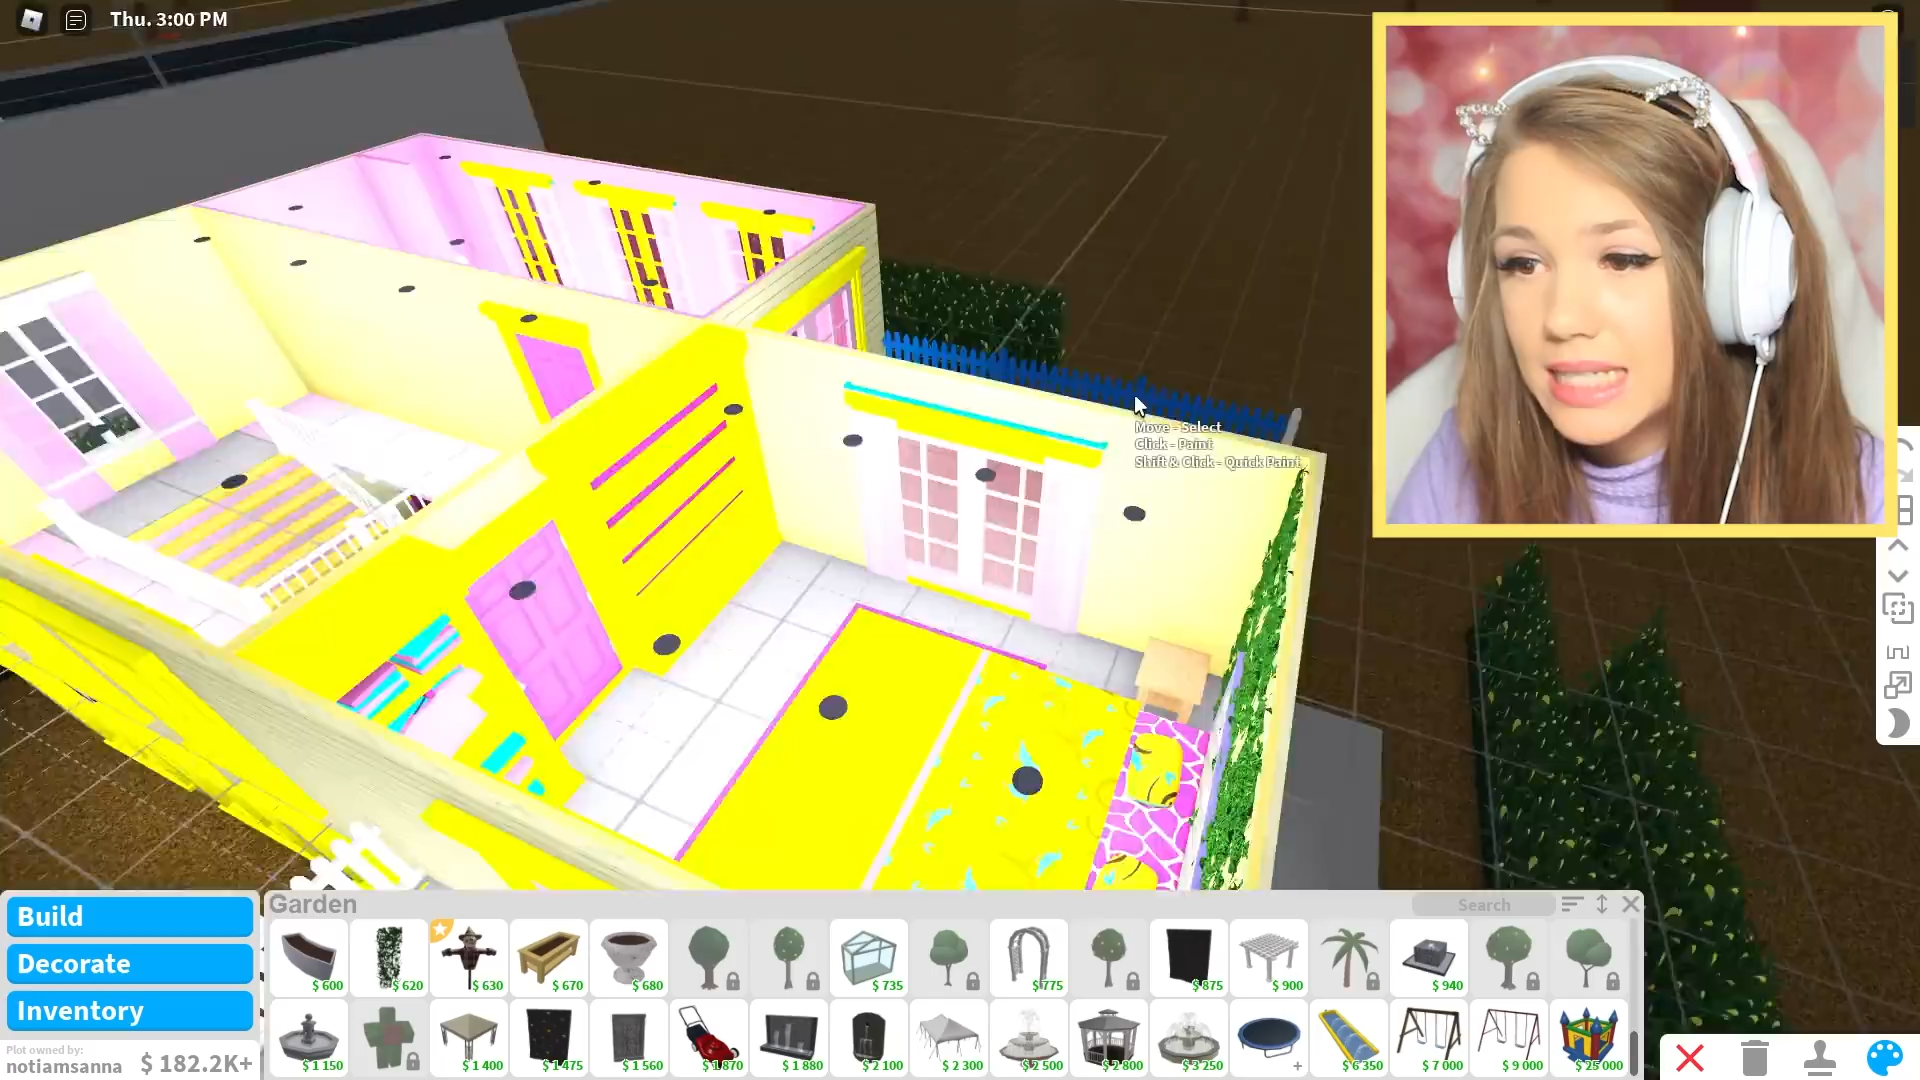 Thu. 3:00 PM
Move - Select
Click - Paint
Shift & Click - Quick Paint
Build
Decorate
Inventory
Plot owned by:
notiamsanna
$ 182.2K+
Garden
Search
$ 600
$ 620
$ 630
$ 670
$ 680
$ 735
$ 775
$ 875
$ 900
$ 940
$ 1 150
$ 1 400
$ 1 475
$ 1 560
$ 1 870
$ 1 880
$ 2 100
$ 2 300
$ 2 500
$ 2 800
$ 3 250
+
$ 6 350
$ 7 000
$ 9 000
$ 25 000